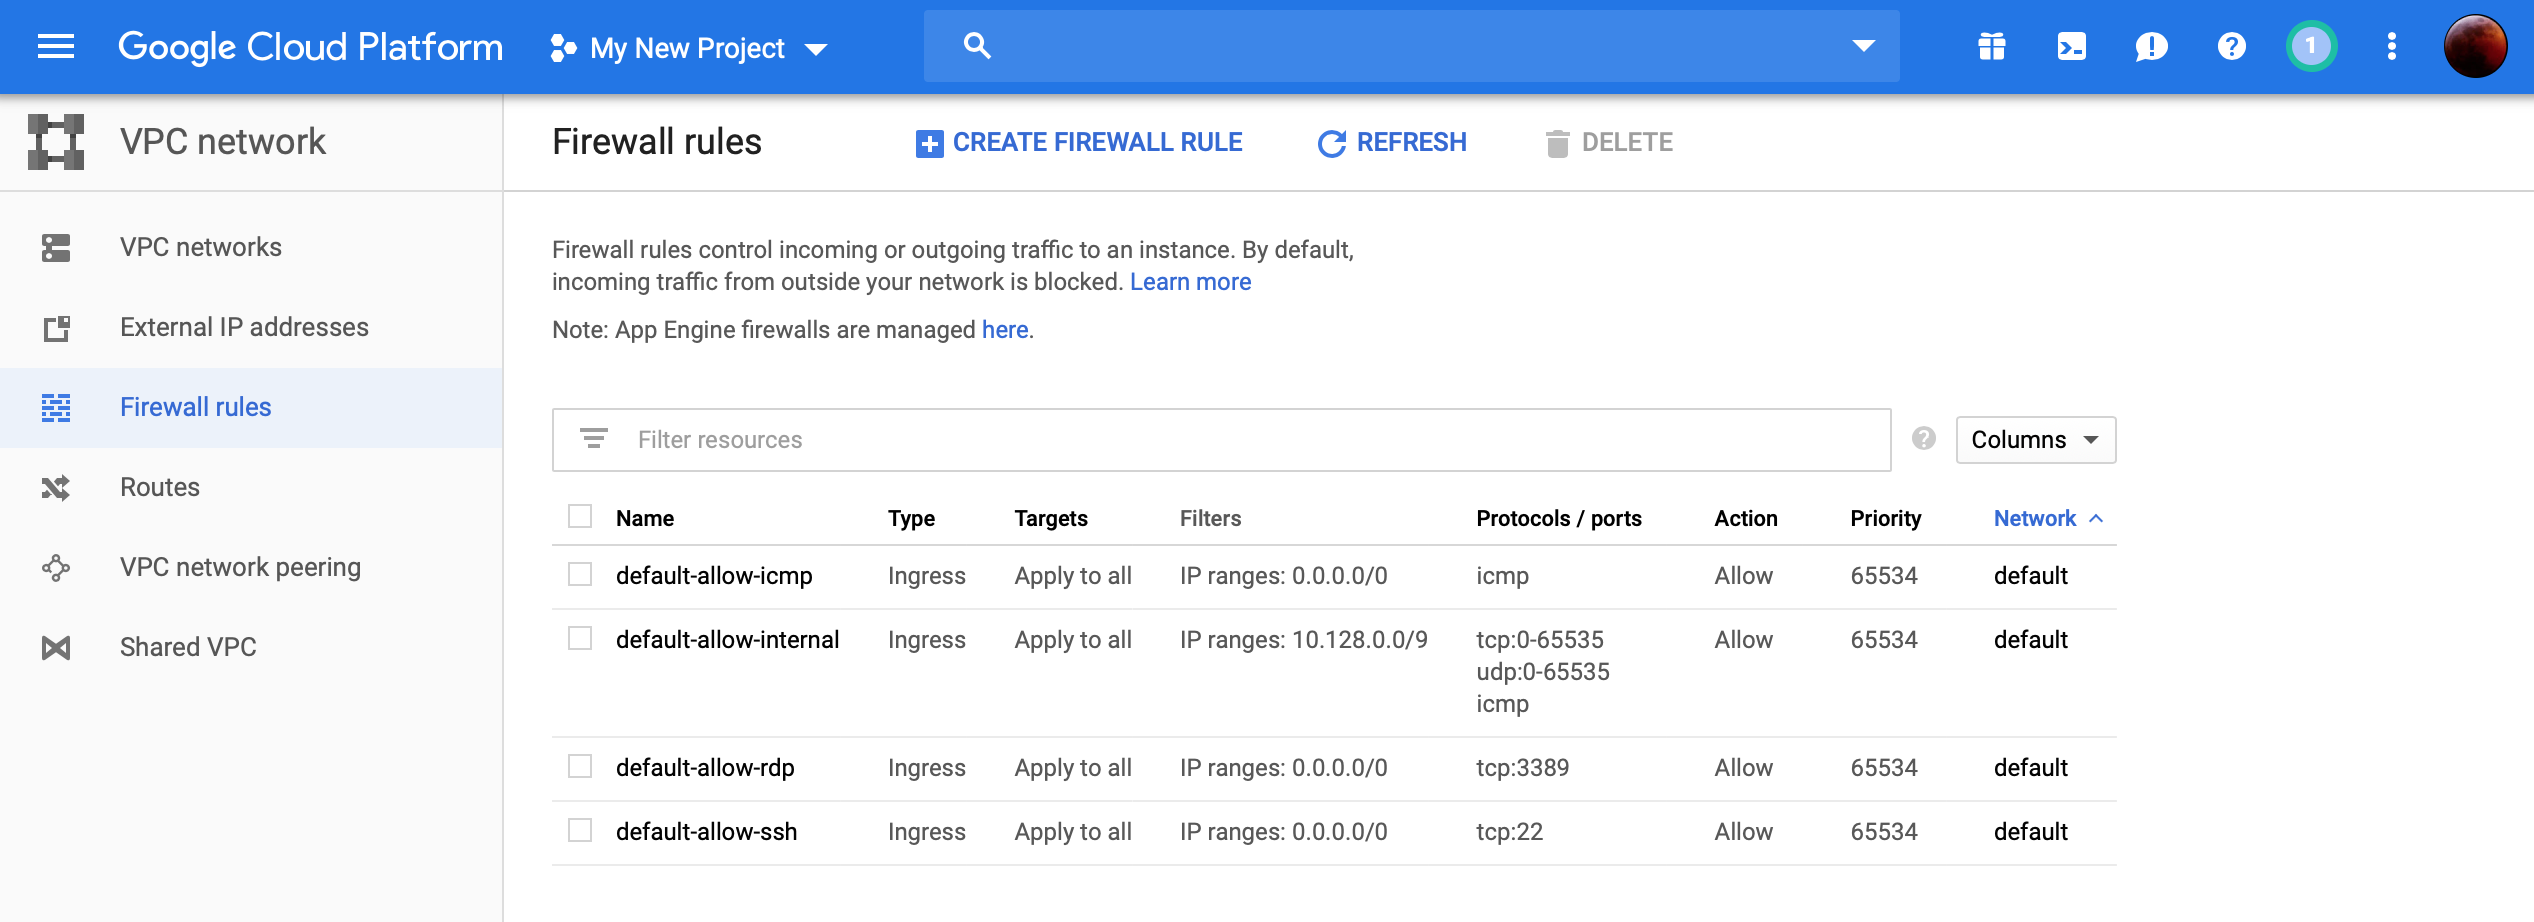 Google Cloud Platform
My New Project
1
VPC network
Firewall rules
CREATE FIREWALL RULE
REFRESH
DELETE
VPC networks
External IP addresses
Firewall rules
Routes
VPC network peering
Shared VPC
Firewall rules control incoming or outgoing traffic to an instance. By default,
incoming traffic from outside your network is blocked. Learn more
Note: App Engine firewalls are managed here.
Filter resources
Columns
Name Type Targets Filters Protocols / ports Action Priority Network
default-allow-icmp Ingress Apply to all IP ranges: 0.0.0.0/0 icmp Allow 65534 default
default-allow-internal Ingress Apply to all IP ranges: 10.128.0.0/9 tcp:0-65535 Allow 65534 default
udp:0-65535
icmp
default-allow-rdp Ingress Apply to all IP ranges: 0.0.0.0/0 tcp:3389 Allow 65534 default
default-allow-ssh Ingress Apply to all IP ranges: 0.0.0.0/0 tcp:22 Allow 65534 default